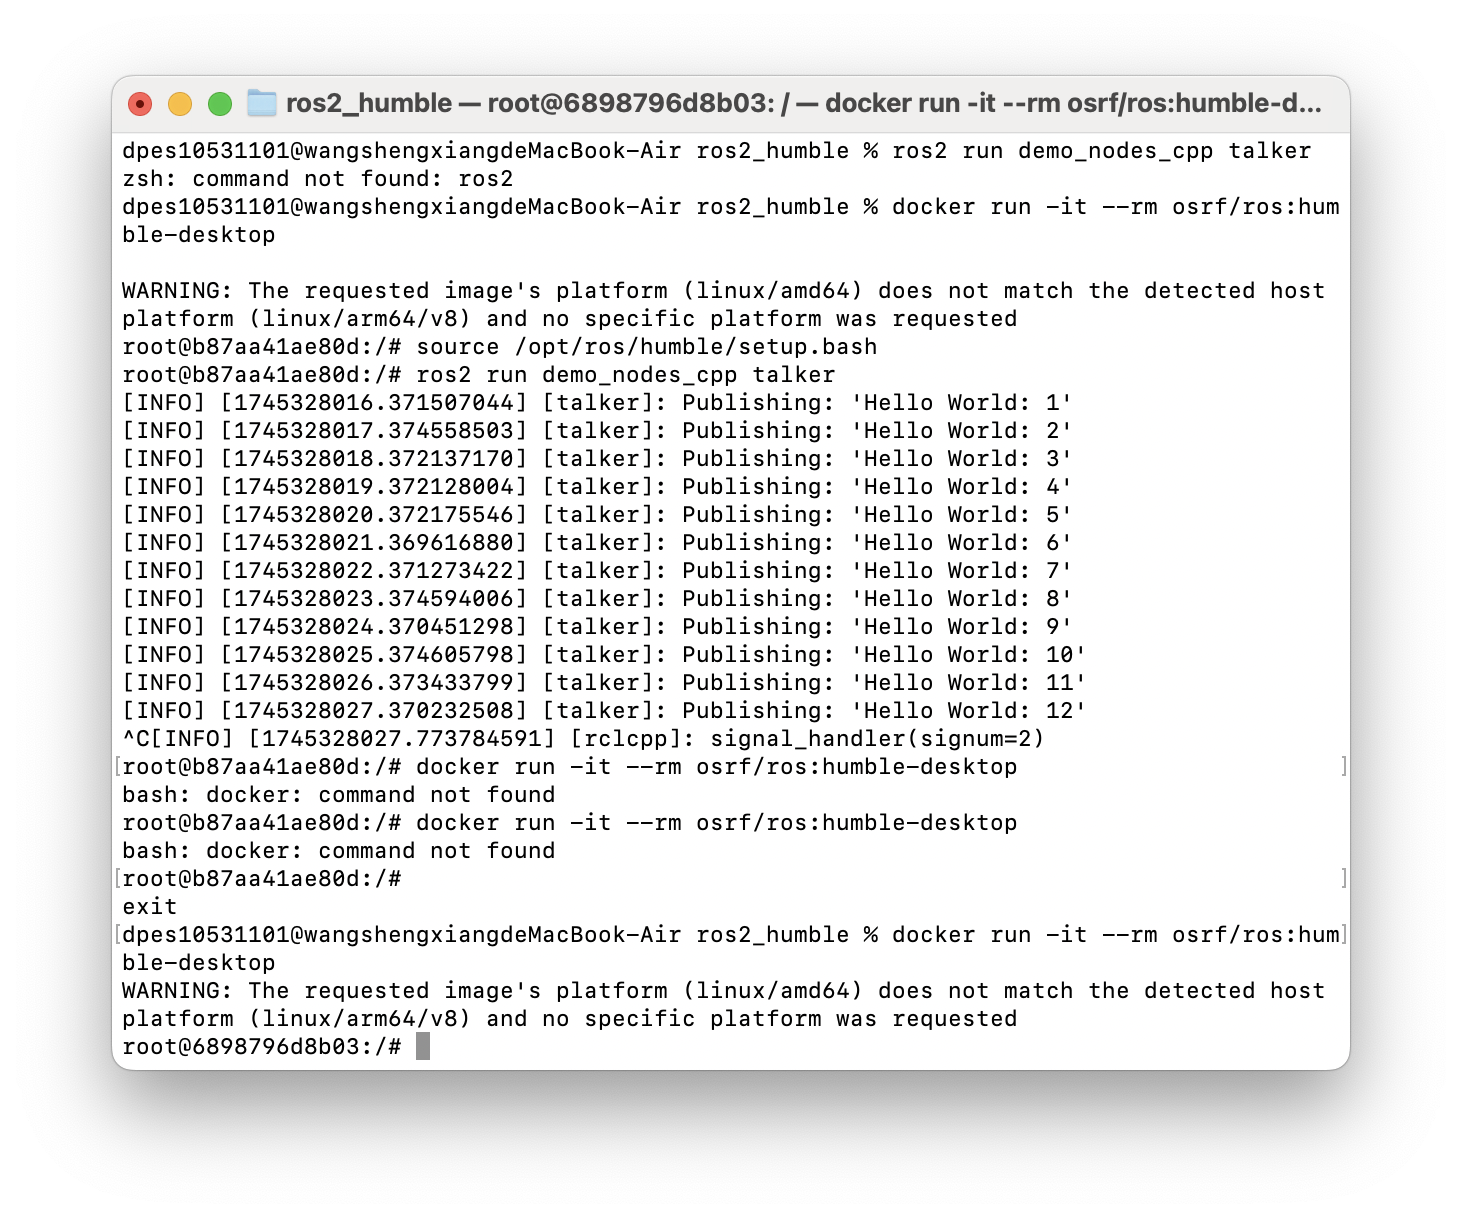 ros2_humble — root@6898796d8b03: / — docker run -it --rm osrf/ros:humble-d...
dpes10531101@wangshengxiangdeMacBook-Air ros2_humble % ros2 run demo_nodes_cpp talker
zsh: command not found: ros2
dpes10531101@wangshengxiangdeMacBook-Air ros2_humble % docker run -it --rm osrf/ros:hum
ble-desktop
WARNING: The requested image's platform (linux/amd64) does not match the detected host
platform (linux/arm64/v8) and no specific platform was requested
root@b87aa41ae80d:/# source /opt/ros/humble/setup.bash
root@b87aa41ae80d:/# ros2 run demo_nodes_cpp talker
[INFO] [1745328016.371507044] [talker]: Publishing: 'Hello World: 1'
[INFO] [1745328017.374558503] [talker]: Publishing: 'Hello World: 2'
[INFO] [1745328018.372137170] [talker]: Publishing: 'Hello World: 3'
[INFO] [1745328019.372128004] [talker]: Publishing: 'Hello World: 4'
[INFO] [1745328020.372175546] [talker]: Publishing: 'Hello World: 5'
[INFO] [1745328021.369616880] [talker]: Publishing: 'Hello World: 6'
[INFO] [1745328022.371273422] [talker]: Publishing: 'Hello World: 7'
[INFO] [1745328023.374594006] [talker]: Publishing: 'Hello World: 8'
[INFO] [1745328024.370451298] [talker]: Publishing: 'Hello World: 9'
[INFO] [1745328025.374605798] [talker]: Publishing: 'Hello World: 10'
[INFO] [1745328026.373433799] [talker]: Publishing: 'Hello World: 11'
[INFO] [1745328027.370232508] [talker]: Publishing: 'Hello World: 12'
^C[INFO] [1745328027.773784591] [rclcpp]: signal_handler(signum=2)
[root@b87aa41ae80d:/# docker run -it --rm osrf/ros:humble-desktop ]
bash: docker: command not found
root@b87aa41ae80d:/# docker run -it --rm osrf/ros:humble-desktop
bash: docker: command not found
[root@b87aa41ae80d:/# ]
exit
[dpes10531101@wangshengxiangdeMacBook-Air ros2_humble % docker run -it --rm osrf/ros:hum]
ble-desktop
WARNING: The requested image's platform (linux/amd64) does not match the detected host
platform (linux/arm64/v8) and no specific platform was requested
root@6898796d8b03:/#